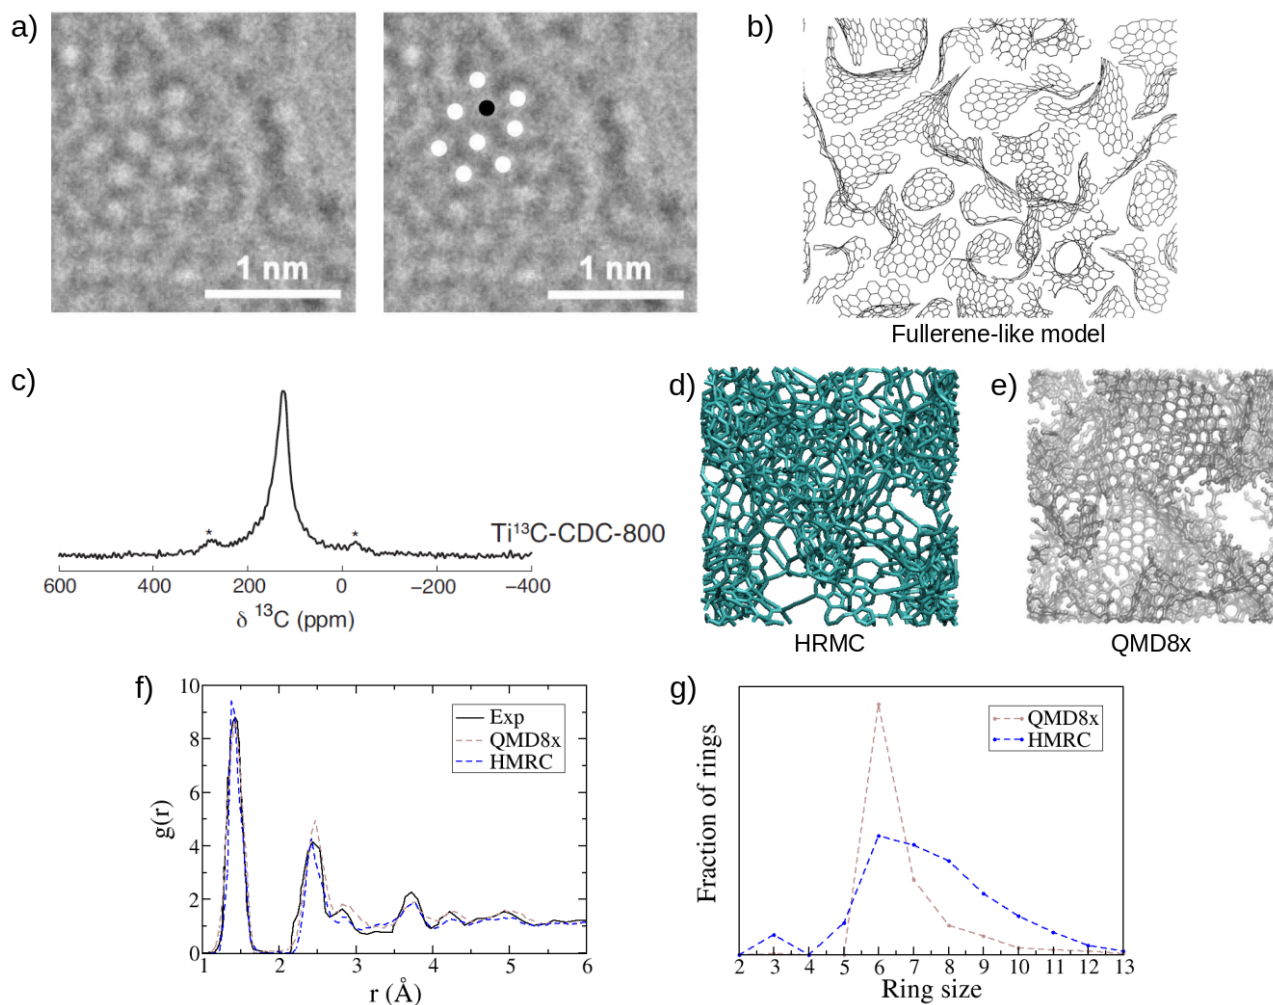 a)
1 nm
1 nm
b)
Fullerene-like model
c)
*
*
Ti¹³C-CDC-800
600 400 200 0 −200 −400
δ ¹³C (ppm)
d)
HRMC
e)
QMD8x
f)
10
8
6
4
2
0
g(r)
Exp
QMD8x
HMRC
1 2 3 4 5 6
r (Å)
g)
Fraction of rings
QMD8x
HMRC
2 3 4 5 6 7 8 9 10 11 12 13
Ring size